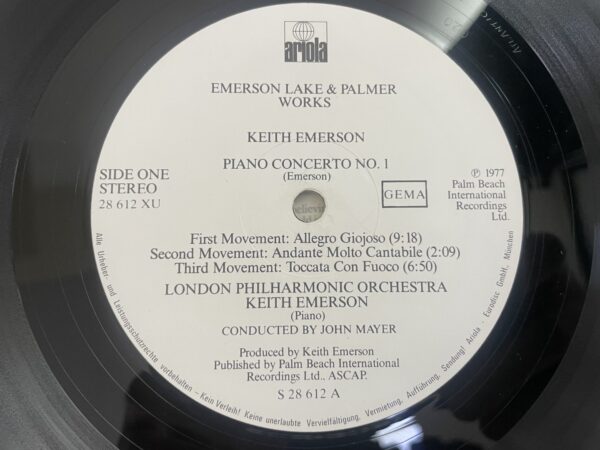 ariola
EMERSON LAKE & PALMER
WORKS
KEITH EMERSON
PIANO CONCERTO NO. 1
(Emerson)
SIDE ONE
STEREO
28 612 XU
GEMA
℗ 1977
Palm Beach
International
Recordings
Ltd.
First Movement: Allegro Giojoso (9:18)
Second Movement: Andante Molto Cantabile (2:09)
Third Movement: Toccata Con Fuoco (6:50)
LONDON PHILHARMONIC ORCHESTRA
KEITH EMERSON
(Piano)
CONDUCTED BY JOHN MAYER
Produced by Keith Emerson
Published by Palm Beach International
Recordings Ltd., ASCAP.
S 28 612 A
Alle Urheber- und Leistungsschutzrechte vorbehalten – Kein Verleih! Keine unerlaubte Vervielfältigung, Vermietung, Aufführung, Sendung! Ariola - Eurodisc GmbH, München